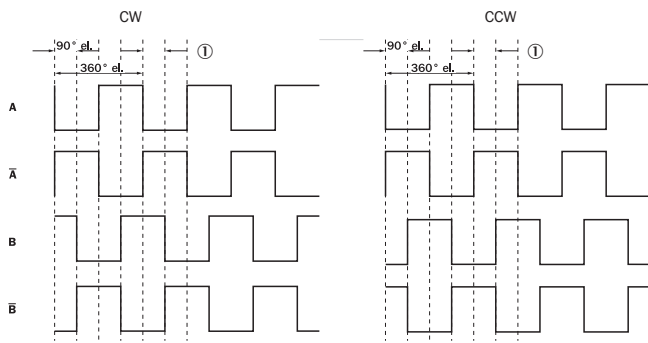 CW CCW
90° el. ① 90° el. ①
360° el. 360° el.
A
A̅
B
B̅